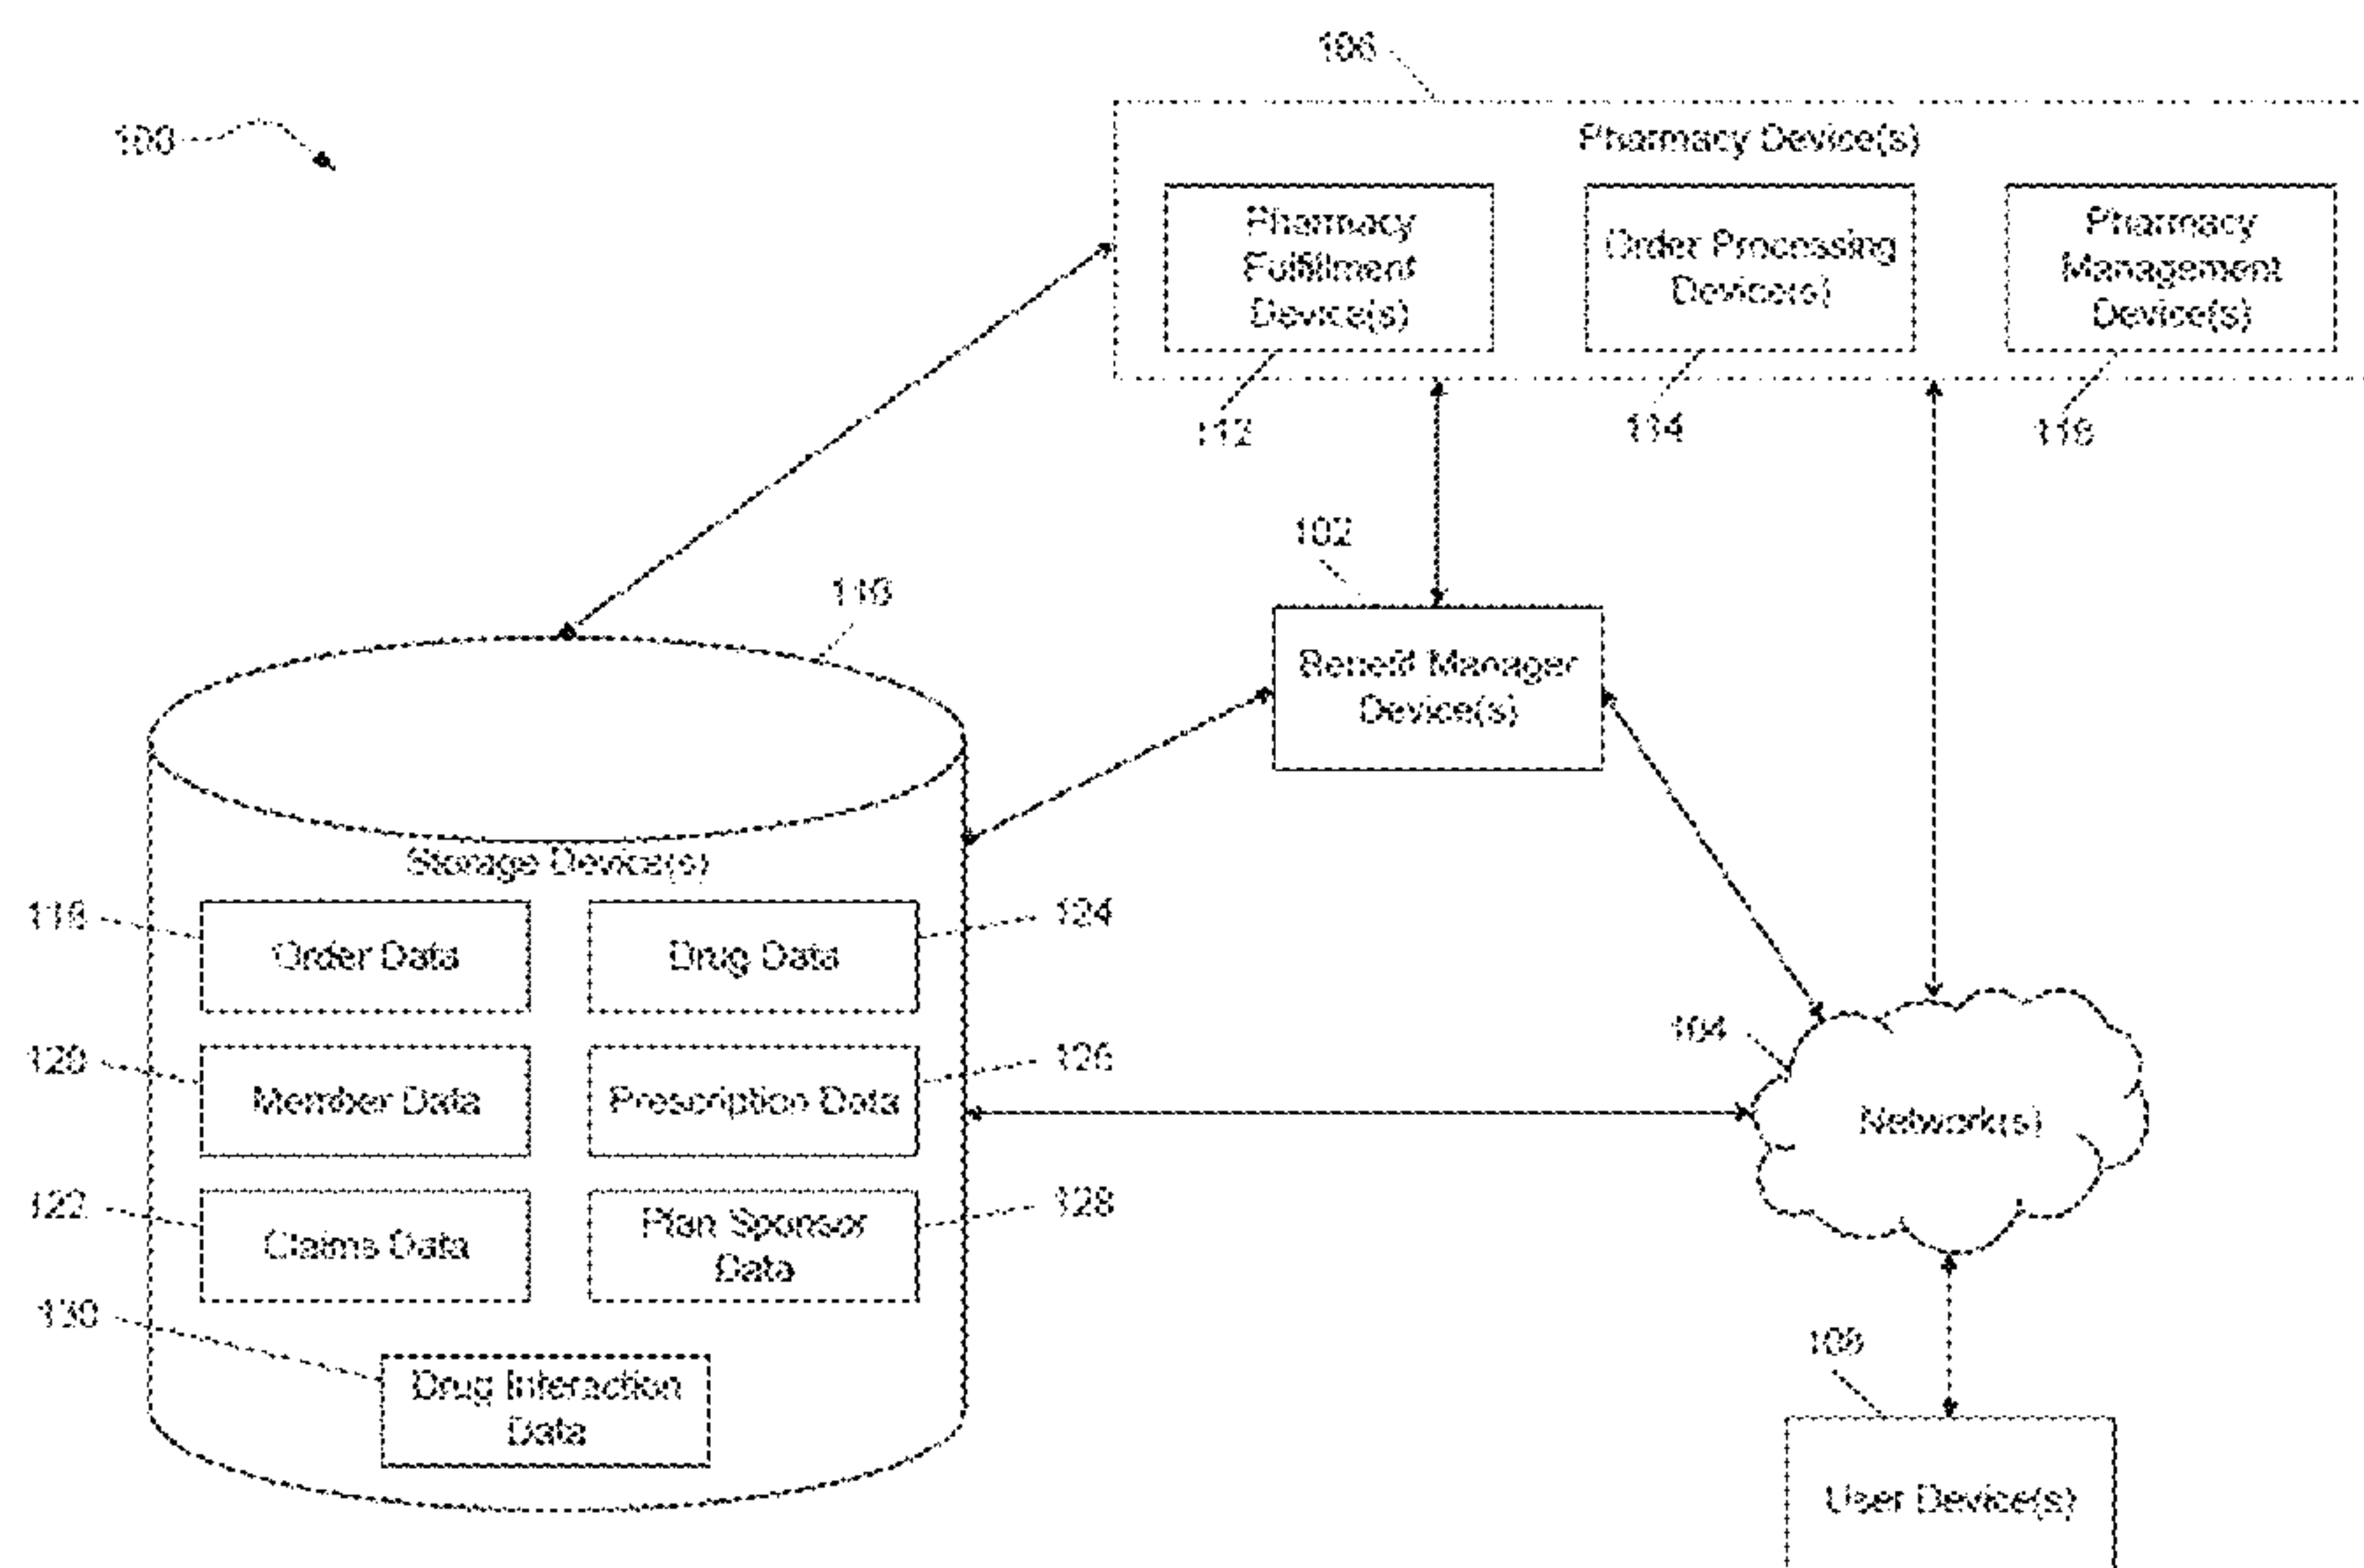 106
100
Pharmacy Device(s)
Pharmacy
Fulfillment
Device(s)
Order Processing
Device(s)
Pharmacy
Management
Device(s)
112
114
102
110
Benefit Manager
Device(s)
Storage Device(s)
118
Order Data
Drug Data
124
104
120
Member Data
Prescription Data
126
Network(s)
122
Claims Data
Plan Sponsor
Data
128
130
Drug Interaction
Data
108
User Device(s)